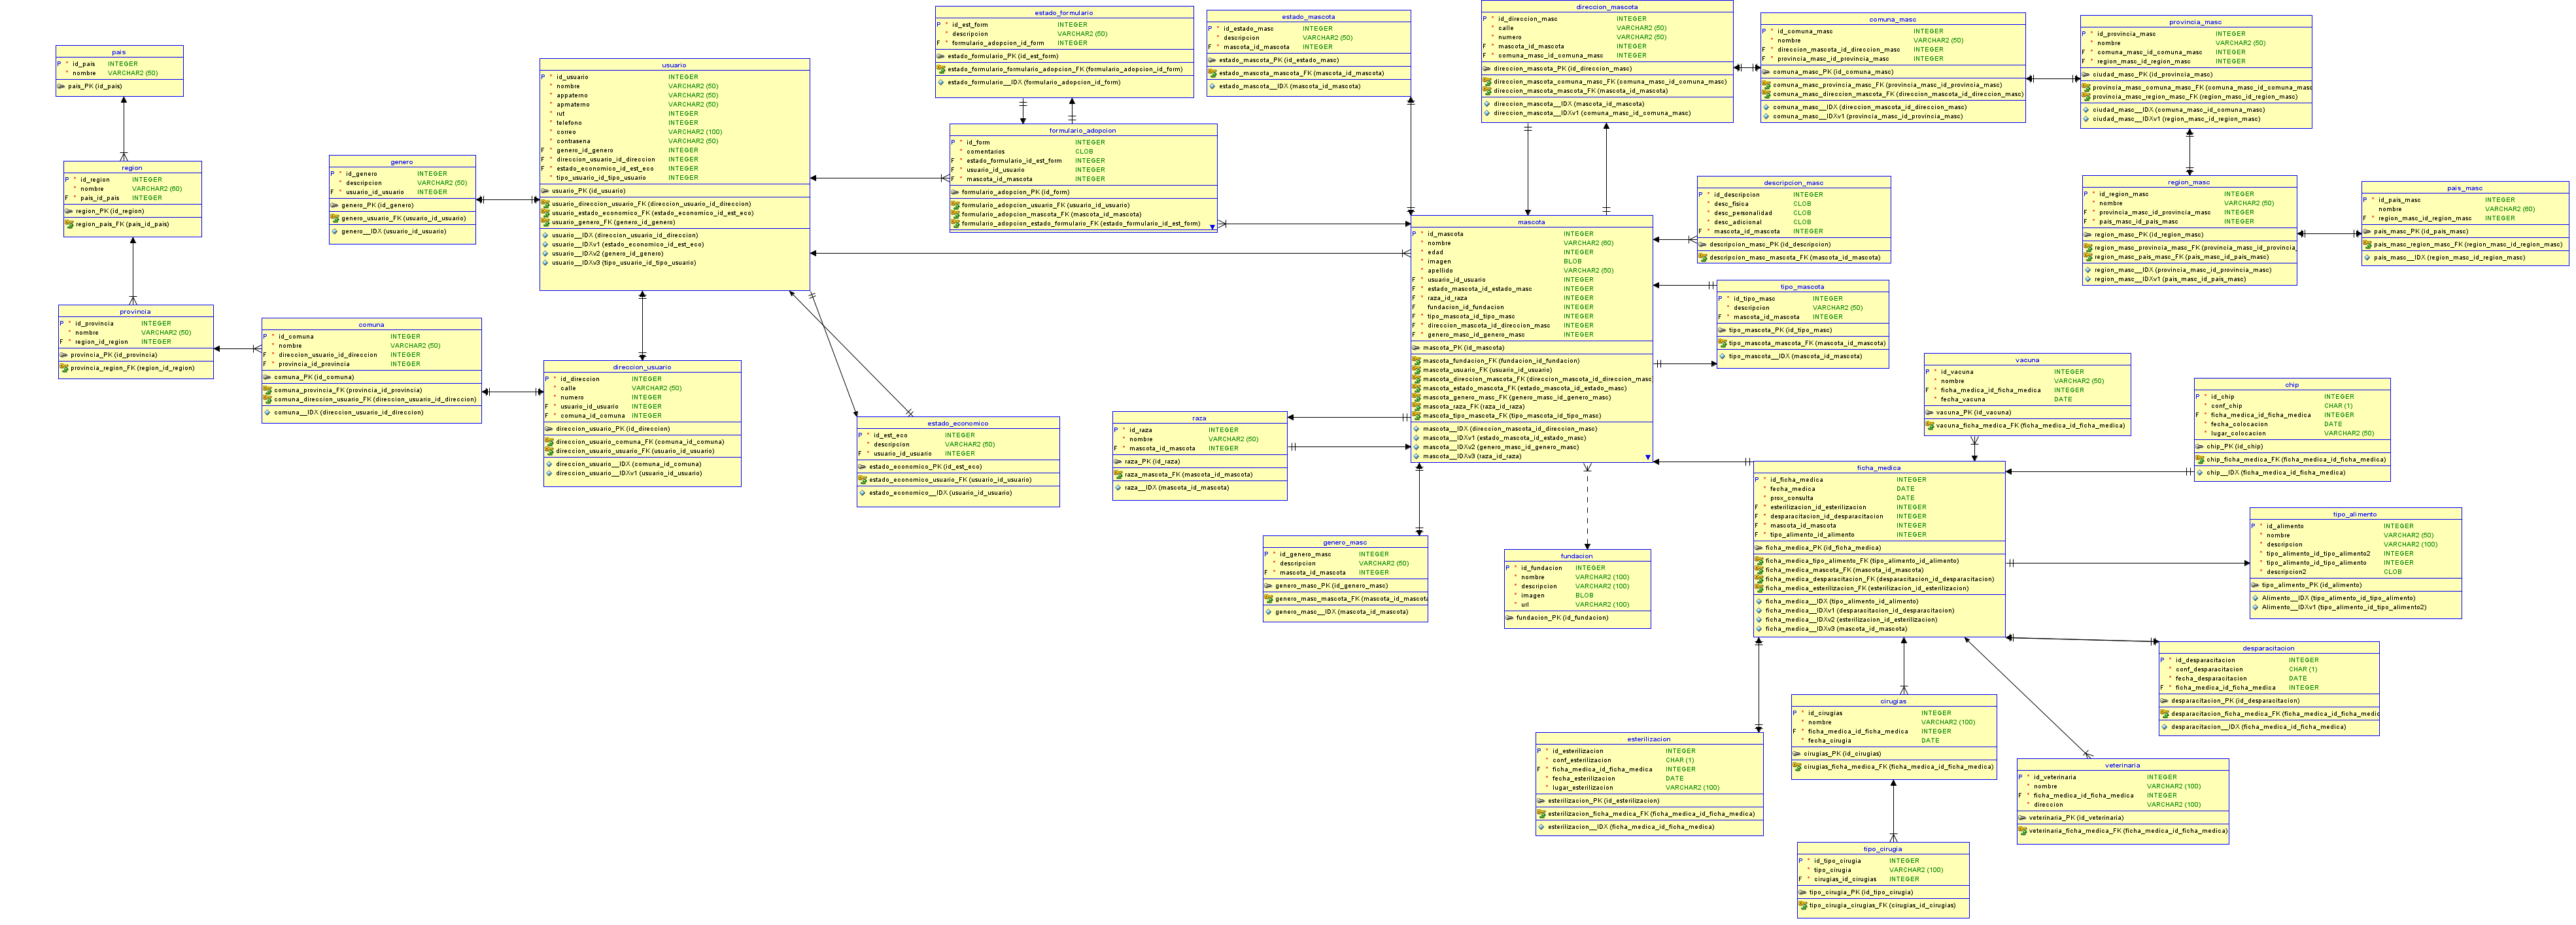 pais
P * id_pais INTEGER
* nombre VARCHAR2 (50)
pais_PK (id_pais)
region
P * id_region INTEGER
* nombre VARCHAR2 (60)
F * pais_id_pais INTEGER
region_PK (id_region)
region_pais_FK (pais_id_pais)
provincia
P * id_provincia INTEGER
* nombre VARCHAR2 (50)
F * region_id_region INTEGER
provincia_PK (id_provincia)
provincia_region_FK (region_id_region)
comuna
P * id_comuna INTEGER
* nombre VARCHAR2 (50)
F * direccion_usuario_id_direccion INTEGER
F * provincia_id_provincia INTEGER
comuna_PK (id_comuna)
comuna_provincia_FK (provincia_id_provincia)
comuna_direccion_usuario_FK (direccion_usuario_id_direccion)
comuna__IDX (direccion_usuario_id_direccion)
genero
P * id_genero INTEGER
* descripcion VARCHAR2 (50)
F * usuario_id_usuario INTEGER
genero_PK (id_genero)
genero_usuario_FK (usuario_id_usuario)
genero__IDX (usuario_id_usuario)
usuario
P * id_usuario INTEGER
* nombre VARCHAR2 (50)
* appaterno VARCHAR2 (50)
* apmaterno VARCHAR2 (50)
* rut INTEGER
* telefono INTEGER
* correo VARCHAR2 (100)
* contrasena VARCHAR2 (50)
F * genero_id_genero INTEGER
F * direccion_usuario_id_direccion INTEGER
F * estado_economico_id_est_eco INTEGER
* tipo_usuario_id_tipo_usuario INTEGER
usuario_PK (id_usuario)
usuario_direccion_usuario_FK (direccion_usuario_id_direccion)
usuario_estado_economico_FK (estado_economico_id_est_eco)
usuario_genero_FK (genero_id_genero)
usuario__IDX (direccion_usuario_id_direccion)
usuario__IDXv1 (estado_economico_id_est_eco)
usuario__IDXv2 (genero_id_genero)
usuario__IDXv3 (tipo_usuario_id_tipo_usuario)
direccion_usuario
P * id_direccion INTEGER
* calle VARCHAR2 (50)
* numero INTEGER
F * usuario_id_usuario INTEGER
F * comuna_id_comuna INTEGER
direccion_usuario_PK (id_direccion)
direccion_usuario_comuna_FK (comuna_id_comuna)
direccion_usuario_usuario_FK (usuario_id_usuario)
direccion_usuario__IDX (comuna_id_comuna)
direccion_usuario__IDXv1 (usuario_id_usuario)
estado_economico
P * id_est_eco INTEGER
* descripcion VARCHAR2 (50)
F * usuario_id_usuario INTEGER
estado_economico_PK (id_est_eco)
estado_economico_usuario_FK (usuario_id_usuario)
estado_economico__IDX (usuario_id_usuario)
estado_formulario
P * id_est_form INTEGER
* descripcion VARCHAR2 (50)
F * formulario_adopcion_id_form INTEGER
estado_formulario_PK (id_est_form)
estado_formulario_formulario_adopcion_FK (formulario_adopcion_id_form)
estado_formulario__IDX (formulario_adopcion_id_form)
formulario_adopcion
P * id_form INTEGER
* comentarios CLOB
F * estado_formulario_id_est_form INTEGER
F * usuario_id_usuario INTEGER
F * mascota_id_mascota INTEGER
formulario_adopcion_PK (id_form)
formulario_adopcion_usuario_FK (usuario_id_usuario)
formulario_adopcion_mascota_FK (mascota_id_mascota)
formulario_adopcion_estado_formulario_FK (estado_formulario_id_est_form)
estado_mascota
P * id_estado_masc INTEGER
* descripcion VARCHAR2 (50)
F * mascota_id_mascota INTEGER
estado_mascota_PK (id_estado_masc)
estado_mascota_mascota_FK (mascota_id_mascota)
estado_mascota__IDX (mascota_id_mascota)
direccion_mascota
P * id_direccion_masc INTEGER
* calle VARCHAR2 (50)
* numero VARCHAR2 (50)
F * mascota_id_mascota INTEGER
F * comuna_masc_id_comuna_masc INTEGER
direccion_mascota_PK (id_direccion_masc)
direccion_mascota_comuna_masc_FK (comuna_masc_id_comuna_masc)
direccion_mascota_mascota_FK (mascota_id_mascota)
direccion_mascota__IDX (mascota_id_mascota)
direccion_mascota__IDXv1 (comuna_masc_id_comuna_masc)
comuna_masc
P * id_comuna_masc INTEGER
* nombre VARCHAR2 (50)
F * direccion_mascota_id_direccion_masc INTEGER
F * provincia_masc_id_provincia_masc INTEGER
comuna_masc_PK (id_comuna_masc)
comuna_masc_provincia_masc_FK (provincia_masc_id_provincia_masc)
comuna_masc_direccion_mascota_FK (direccion_mascota_id_direccion_masc)
comuna_masc__IDX (direccion_mascota_id_direccion_masc)
comuna_masc__IDXv1 (provincia_masc_id_provincia_masc)
provincia_masc
P * id_provincia_masc INTEGER
* nombre VARCHAR2 (50)
F * comuna_masc_id_comuna_masc INTEGER
F * region_masc_id_region_masc INTEGER
ciudad_masc_PK (id_provincia_masc)
provincia_masc_comuna_masc_FK (comuna_masc_id_comuna_masc
provincia_masc_region_masc_FK (region_masc_id_region_masc)
ciudad_masc__IDX (comuna_masc_id_comuna_masc)
ciudad_masc__IDXv1 (region_masc_id_region_masc)
region_masc
P * id_region_masc INTEGER
* nombre VARCHAR2 (50)
F * provincia_masc_id_provincia_masc INTEGER
F * pais_masc_id_pais_masc INTEGER
region_masc_PK (id_region_masc)
region_masc_provincia_masc_FK (provincia_masc_id_provincia_
region_masc_pais_masc_FK (pais_masc_id_pais_masc)
region_masc__IDX (provincia_masc_id_provincia_masc)
region_masc__IDXv1 (pais_masc_id_pais_masc)
pais_masc
P * id_pais_masc INTEGER
nombre VARCHAR2 (60)
F * region_masc_id_region_masc INTEGER
pais_masc_PK (id_pais_masc)
pais_masc_region_masc_FK (region_masc_id_region_masc)
pais_masc__IDX (region_masc_id_region_masc)
descripcion_masc
P * id_descripcion INTEGER
* desc_fisica CLOB
* desc_personalidad CLOB
* desc_adicional CLOB
F * mascota_id_mascota INTEGER
descripcion_masc_PK (id_descripcion)
descripcion_masc_mascota_FK (mascota_id_mascota)
mascota
P * id_mascota INTEGER
* nombre VARCHAR2 (60)
* edad INTEGER
* imagen BLOB
* apellido VARCHAR2 (50)
F * usuario_id_usuario INTEGER
F * estado_mascota_id_estado_masc INTEGER
F * raza_id_raza INTEGER
F fundacion_id_fundacion INTEGER
F * tipo_mascota_id_tipo_masc INTEGER
F * direccion_mascota_id_direccion_masc INTEGER
F * genero_masc_id_genero_masc INTEGER
mascota_PK (id_mascota)
mascota_fundacion_FK (fundacion_id_fundacion)
mascota_usuario_FK (usuario_id_usuario)
mascota_direccion_mascota_FK (direccion_mascota_id_direccion_masc
mascota_estado_mascota_FK (estado_mascota_id_estado_masc)
mascota_genero_masc_FK (genero_masc_id_genero_masc)
mascota_raza_FK (raza_id_raza)
mascota_tipo_mascota_FK (tipo_mascota_id_tipo_masc)
mascota__IDX (direccion_mascota_id_direccion_masc)
mascota__IDXv1 (estado_mascota_id_estado_masc)
mascota__IDXv2 (genero_masc_id_genero_masc)
mascota__IDXv3 (raza_id_raza)
tipo_mascota
P * id_tipo_masc INTEGER
* descripcion VARCHAR2 (50)
F * mascota_id_mascota INTEGER
tipo_mascota_PK (id_tipo_masc)
tipo_mascota_mascota_FK (mascota_id_mascota)
tipo_mascota__IDX (mascota_id_mascota)
raza
P * id_raza INTEGER
* nombre VARCHAR2 (50)
F * mascota_id_mascota INTEGER
raza_PK (id_raza)
raza_mascota_FK (mascota_id_mascota)
raza__IDX (mascota_id_mascota)
genero_masc
P * id_genero_masc INTEGER
* descripcion VARCHAR2 (50)
F * mascota_id_mascota INTEGER
genero_masc_PK (id_genero_masc)
genero_masc_mascota_FK (mascota_id_mascota
genero_masc__IDX (mascota_id_mascota)
fundacion
P * id_fundacion INTEGER
* nombre VARCHAR2 (100)
* descripcion VARCHAR2 (100)
* imagen BLOB
* url VARCHAR2 (100)
fundacion_PK (id_fundacion)
vacuna
P * id_vacuna INTEGER
* nombre VARCHAR2 (50)
F * ficha_medica_id_ficha_medica INTEGER
* fecha_vacuna DATE
vacuna_PK (id_vacuna)
vacuna_ficha_medica_FK (ficha_medica_id_ficha_medica)
chip
P * id_chip INTEGER
* conf_chip CHAR (1)
F * ficha_medica_id_ficha_medica INTEGER
* fecha_colocacion DATE
* lugar_colocacion VARCHAR2 (50)
chip_PK (id_chip)
chip_ficha_medica_FK (ficha_medica_id_ficha_medica)
chip__IDX (ficha_medica_id_ficha_medica)
ficha_medica
P * id_ficha_medica INTEGER
* fecha_medica DATE
* prox_consulta DATE
F * esterilizacion_id_esterilizacion INTEGER
F * desparacitacion_id_desparacitacion INTEGER
F * mascota_id_mascota INTEGER
F * tipo_alimento_id_alimento INTEGER
ficha_medica_PK (id_ficha_medica)
ficha_medica_tipo_alimento_FK (tipo_alimento_id_alimento)
ficha_medica_mascota_FK (mascota_id_mascota)
ficha_medica_desparacitacion_FK (desparacitacion_id_desparacitacion)
ficha_medica_esterilizacion_FK (esterilizacion_id_esterilizacion)
ficha_medica__IDX (tipo_alimento_id_alimento)
ficha_medica__IDXv1 (desparacitacion_id_desparacitacion)
ficha_medica__IDXv2 (esterilizacion_id_esterilizacion)
ficha_medica__IDXv3 (mascota_id_mascota)
tipo_alimento
P * id_alimento INTEGER
* nombre VARCHAR2 (50)
* descripcion VARCHAR2 (100)
* tipo_alimento_id_tipo_alimento2 INTEGER
* tipo_alimento_id_tipo_alimento INTEGER
* descripcion2 CLOB
tipo_alimento_PK (id_alimento)
Alimento__IDX (tipo_alimento_id_tipo_alimento)
Alimento__IDXv1 (tipo_alimento_id_tipo_alimento2)
desparacitacion
P * id_desparacitacion INTEGER
* conf_desparacitacion CHAR (1)
* fecha_desparacitacion DATE
F * ficha_medica_id_ficha_medica INTEGER
desparacitacion_PK (id_desparacitacion)
desparacitacion_ficha_medica_FK (ficha_medica_id_ficha_medic
desparacitacion__IDX (ficha_medica_id_ficha_medica)
cirugias
P * id_cirugias INTEGER
* nombre VARCHAR2 (100)
F * ficha_medica_id_ficha_medica INTEGER
* fecha_cirugia DATE
cirugias_PK (id_cirugias)
cirugias_ficha_medica_FK (ficha_medica_id_ficha_medica)
esterilizacion
P * id_esterilizacion INTEGER
* conf_esterilizacion CHAR (1)
F * ficha_medica_id_ficha_medica INTEGER
* fecha_esterilizacion DATE
* lugar_esterilizacion VARCHAR2 (100)
esterilizacion_PK (id_esterilizacion)
esterilizacion_ficha_medica_FK (ficha_medica_id_ficha_medica)
esterilizacion__IDX (ficha_medica_id_ficha_medica)
veterinaria
P * id_veterinaria INTEGER
* nombre VARCHAR2 (100)
F * ficha_medica_id_ficha_medica INTEGER
* direccion VARCHAR2 (100)
veterinaria_PK (id_veterinaria)
veterinaria_ficha_medica_FK (ficha_medica_id_ficha_medica)
tipo_cirugia
P * id_tipo_cirugia INTEGER
* tipo_cirugia VARCHAR2 (100)
F * cirugias_id_cirugias INTEGER
tipo_cirugia_PK (id_tipo_cirugia)
tipo_cirugia_cirugias_FK (cirugias_id_cirugias)